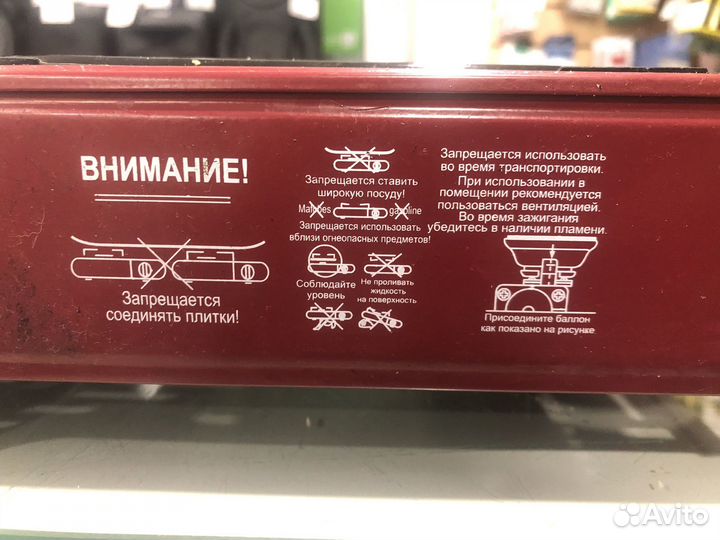 ВНИМАНИЕ!
Запрещается
соединять плитки!
Запрещается ставить
широкую посуду!
Matches
gasoline
Запрещается использовать
вблизи огнеопасных предметов!
Соблюдайте
уровень
Не проливать
жидкость
на поверхность
Запрещается использовать
во время транспортировки.
При использовании в
помещении рекомендуется
пользоваться вентиляцией.
Во время зажигания
убедитесь в наличии пламени.
Присоедините баллон
как показано на рисунке
Avito